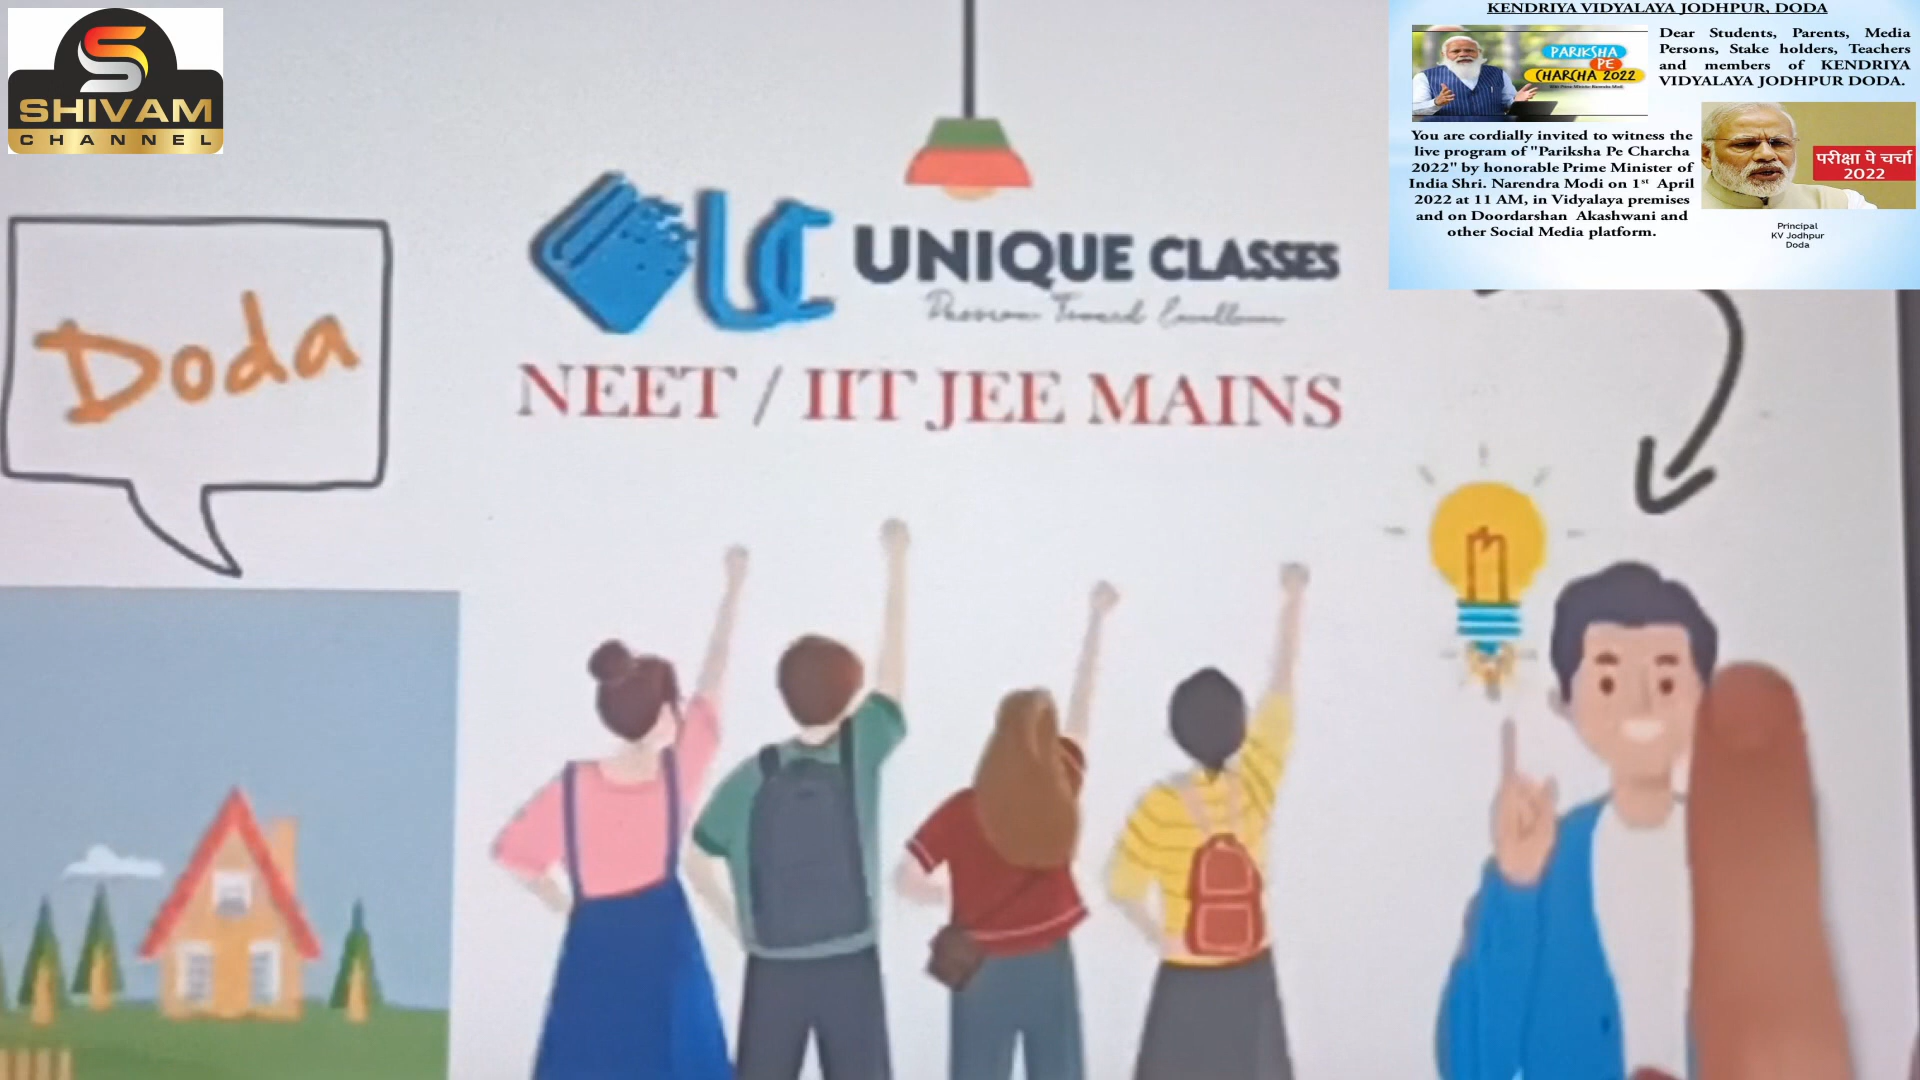 SHIVAM
CHANNEL
KENDRIYA VIDYALAYA JODHPUR, DODA
PARIKSHA
PE
CHARCHA 2022
Dear Students, Parents, Media
Persons, Stake holders, Teachers
and members of KENDRIYA
VIDYALAYA JODHPUR DODA.
You are cordially invited to witness the
live program of "Pariksha Pe Charcha
2022" by honorable Prime Minister of
India Shri. Narendra Modi on 1st April
2022 at 11 AM, in Vidyalaya premises
and on Doordarshan Akashwani and
other Social Media platform.
परीक्षा पे चर्चा
2022
Principal
KV Jodhpur
Doda
Doda
UC UNIQUE CLASSES
Passion Toward Excellence
NEET / IIT JEE MAINS